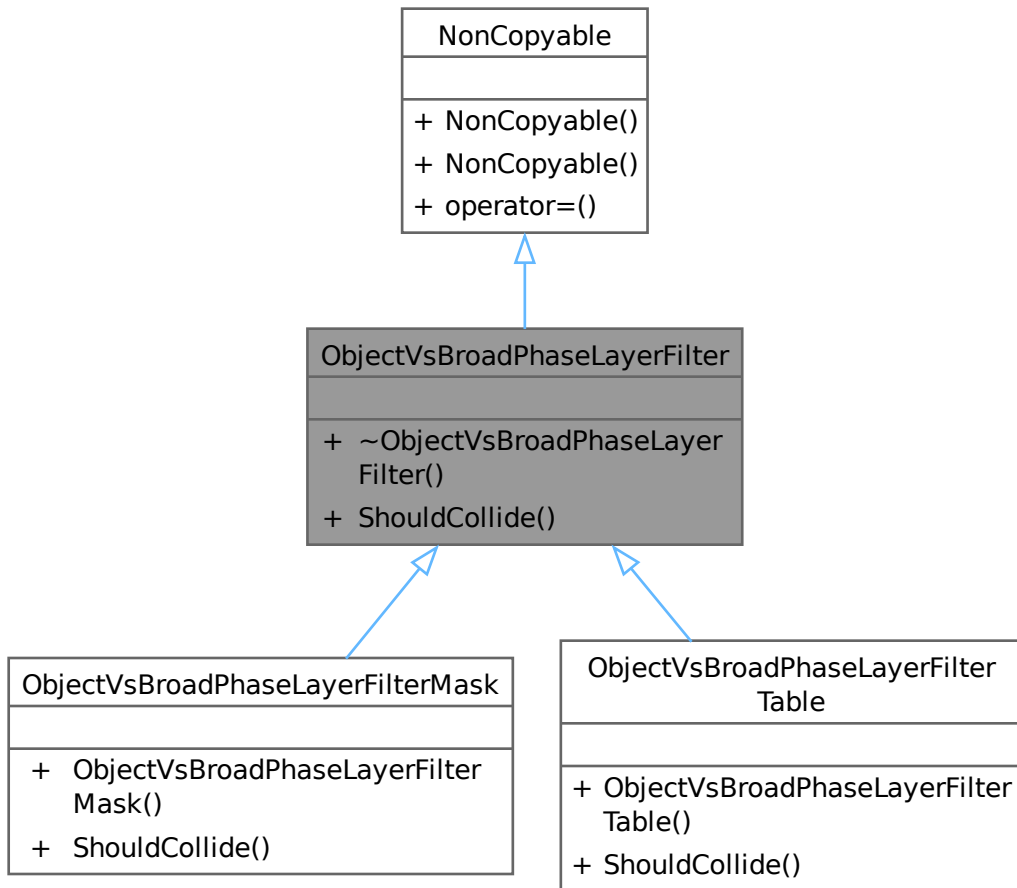 NonCopyable
+ NonCopyable()
+ NonCopyable()
+ operator=()
ObjectVsBroadPhaseLayerFilter
+ ~ObjectVsBroadPhaseLayer
Filter()
+ ShouldCollide()
ObjectVsBroadPhaseLayerFilterMask
+ ObjectVsBroadPhaseLayerFilter
Mask()
+ ShouldCollide()
ObjectVsBroadPhaseLayerFilter
Table
+ ObjectVsBroadPhaseLayerFilter
Table()
+ ShouldCollide()